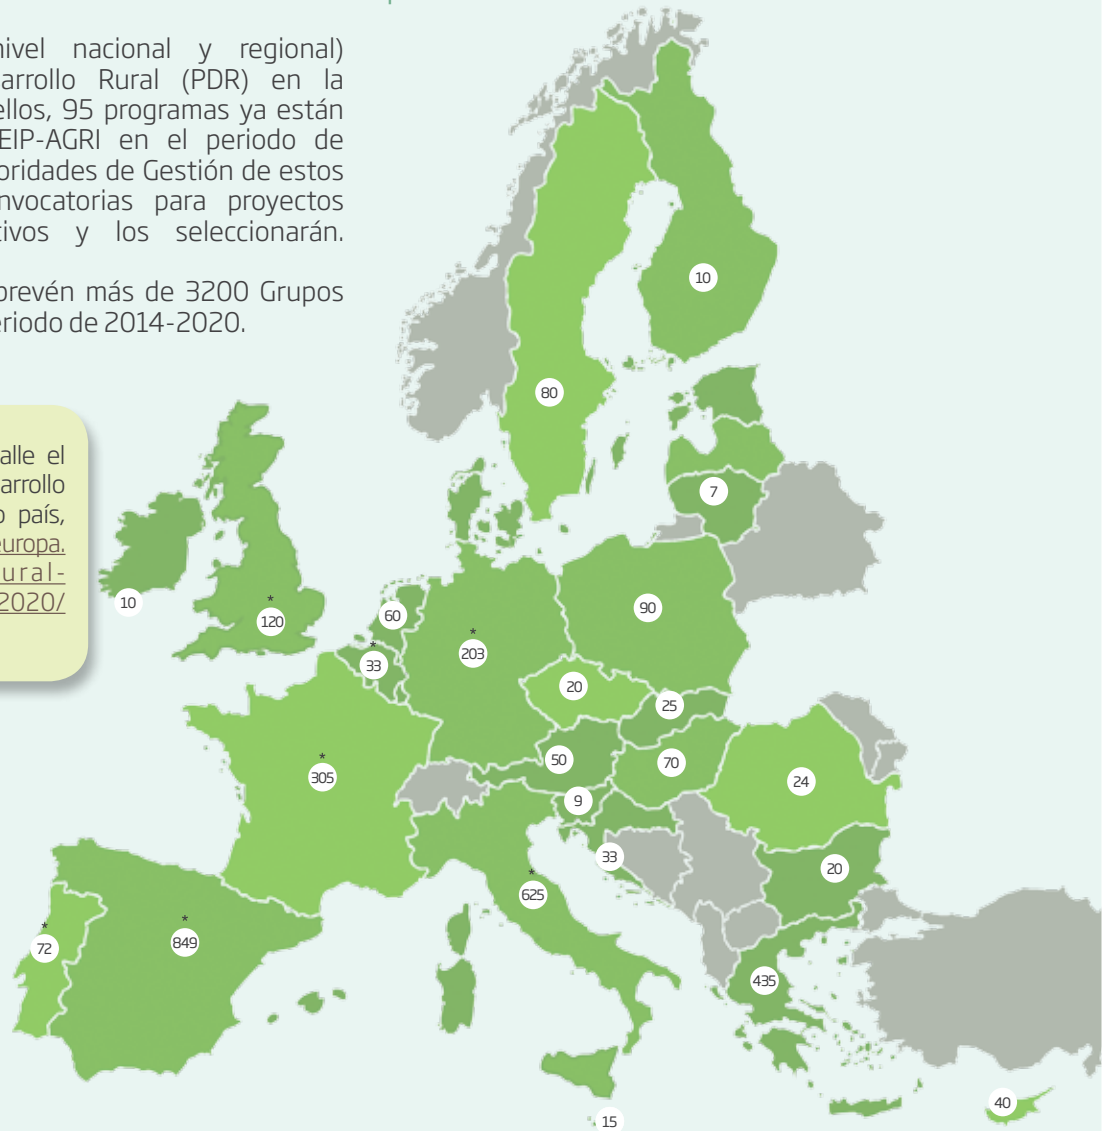 nivel nacional y regional)
arrollo Rural (PDR) en la
ellos, 95 programas ya están
EIP-AGRI en el periodo de
oridades de Gestión de estos
nvocatorias para proyectos
tivos y los seleccionarán.
prevén más de 3200 Grupos
eriodo de 2014-2020.
alle el
arrollo
o país,
europa.
ural-
2020/
10
80
7
10
*
120
60
*
33
*
203
90
20
25
50
70
*
305
24
9
33
20
*
625
*
72
*
849
435
40
15